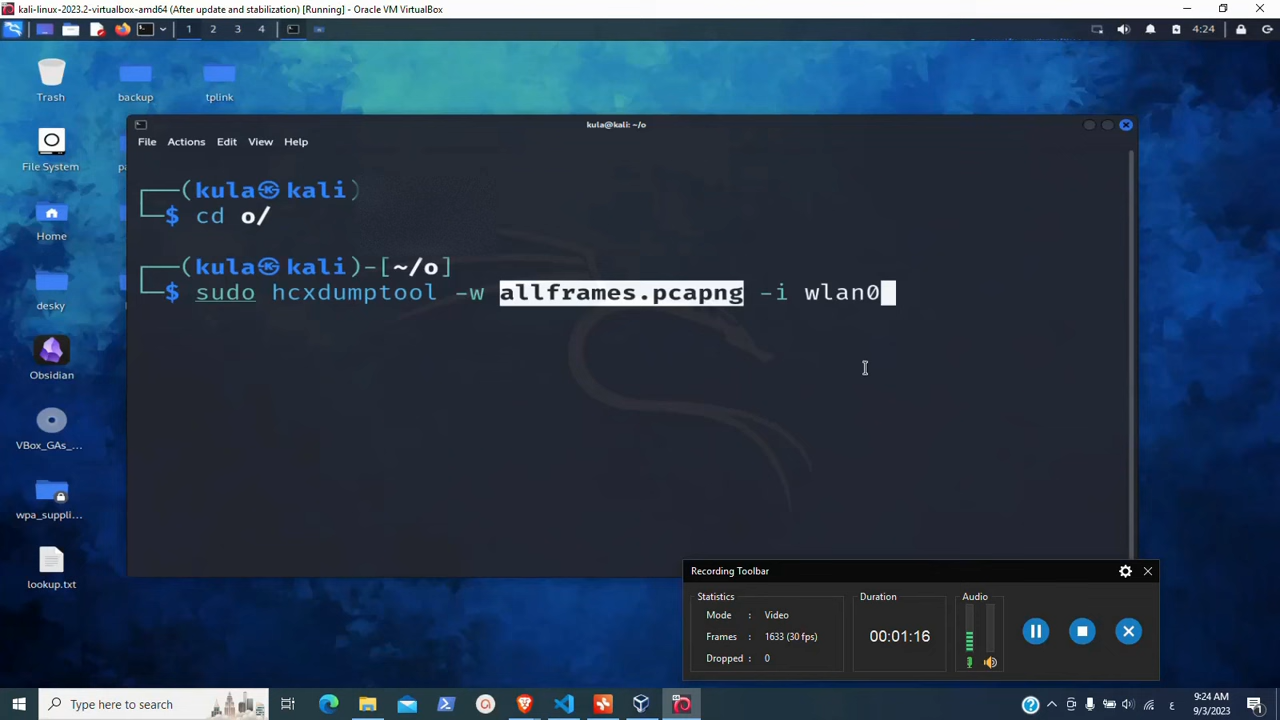 kali-linux-2023.2-virtualbox-amd64 (After update and stabilization) [Running] - Oracle VM VirtualBox
1 2 3 4
4:24
Trash
backup
tplink
kula@kali: ~/o
File Actions Edit View Help
File System
(kula㉿kali)
$ cd o/
Home
(kula㉿kali)-[~/o]
$ sudo hcxdumptool -w allframes.pcapng -i wlan0
desky
Obsidian
VBox_GAs_...
wpa_suppli...
lookup.txt
Recording Toolbar
Statistics
Duration
Audio
Mode : Video
Frames : 1633 (30 fps)
00:01:16
Dropped : 0
Type here to search
9:24 AM
9/3/2023
ع
1